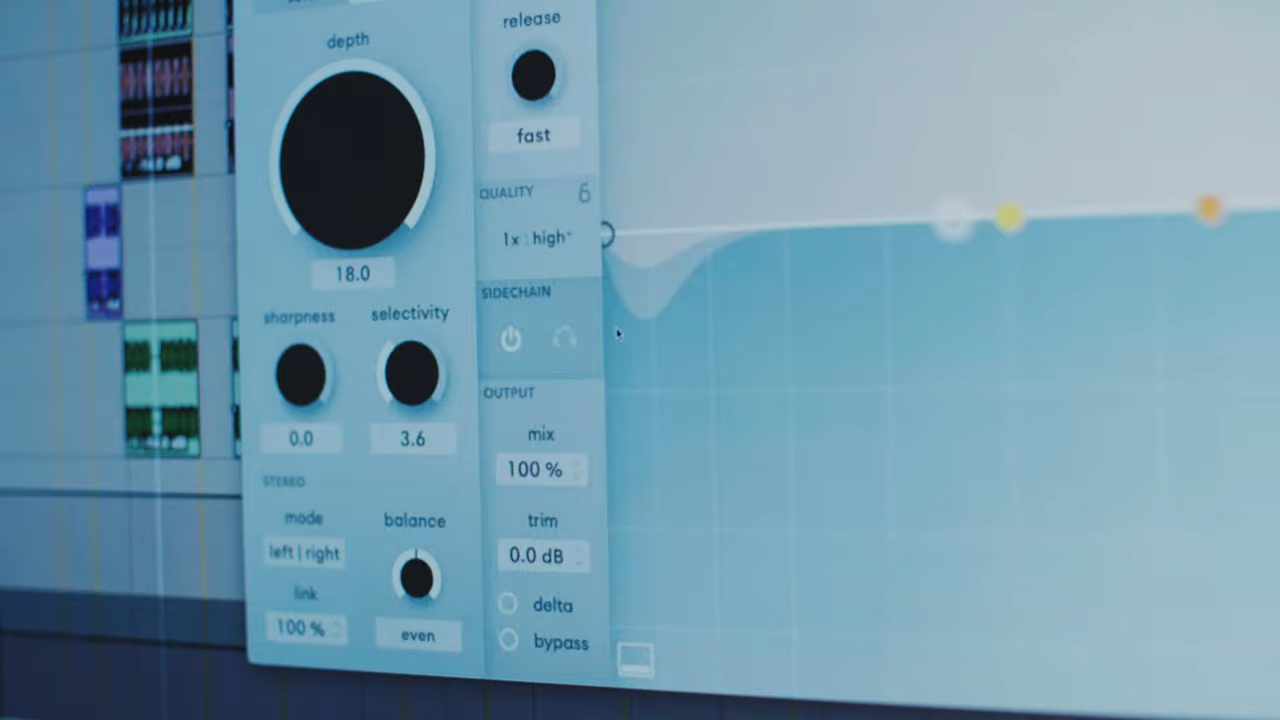 depth
18.0
sharpness
selectivity
0.0
3.6
STEREO
mode
balance
left | right
link
100 %
even
release
fast
QUALITY
1x : high+
SIDECHAIN
OUTPUT
mix
100 %
trim
0.0 dB
delta
bypass